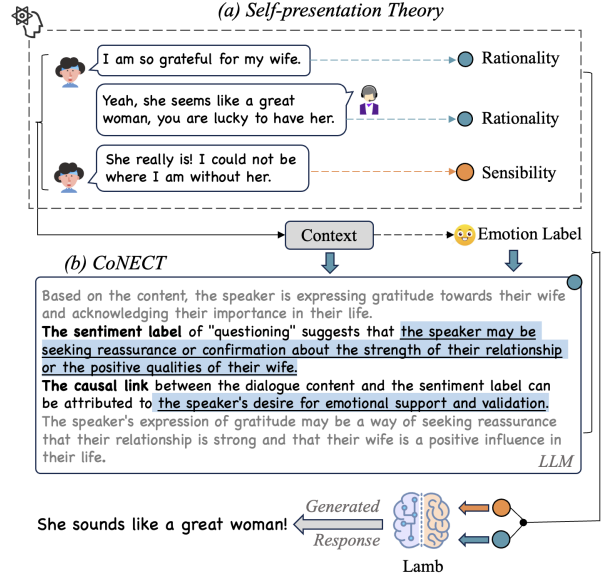 (a) Self-presentation Theory
I am so grateful for my wife.
Rationality
Yeah, she seems like a great
woman, you are lucky to have her.
Rationality
She really is! I could not be
where I am without her.
Sensibility
Context
Emotion Label
(b) CoNECT
Based on the content, the speaker is expressing gratitude towards their wife
and acknowledging their importance in their life.
The sentiment label of "questioning" suggests that the speaker may be
seeking reassurance or confirmation about the strength of their relationship
or the positive qualities of their wife.
The causal link between the dialogue content and the sentiment label can
be attributed to the speaker's desire for emotional support and validation.
The speaker's expression of gratitude may be a way of seeking reassurance
that their relationship is strong and that their wife is a positive influence in
their life.
LLM
She sounds like a great woman!
Generated
Response
Lamb